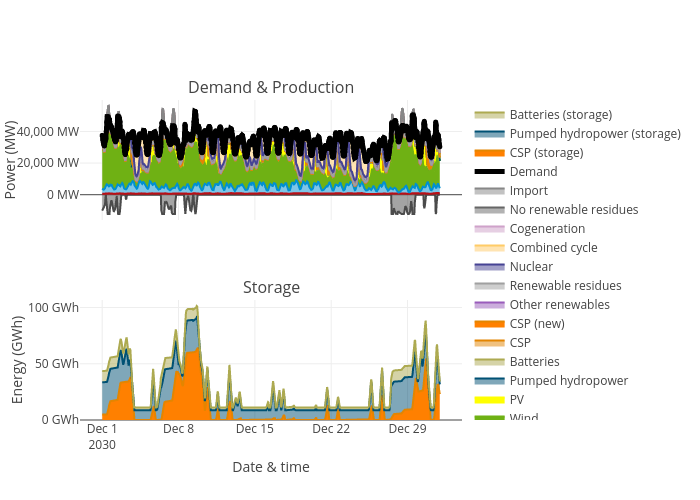 Demand & Production
Power (MW)
40,000 MW
20,000 MW
0 MW
Storage
Energy (GWh)
100 GWh
50 GWh
0 GWh
Dec 1
2030
Dec 8
Dec 15
Dec 22
Dec 29
Date & time
Batteries (storage)
Pumped hydropower (storage)
CSP (storage)
Demand
Import
No renewable residues
Cogeneration
Combined cycle
Nuclear
Renewable residues
Other renewables
CSP (new)
CSP
Batteries
Pumped hydropower
PV
Wind